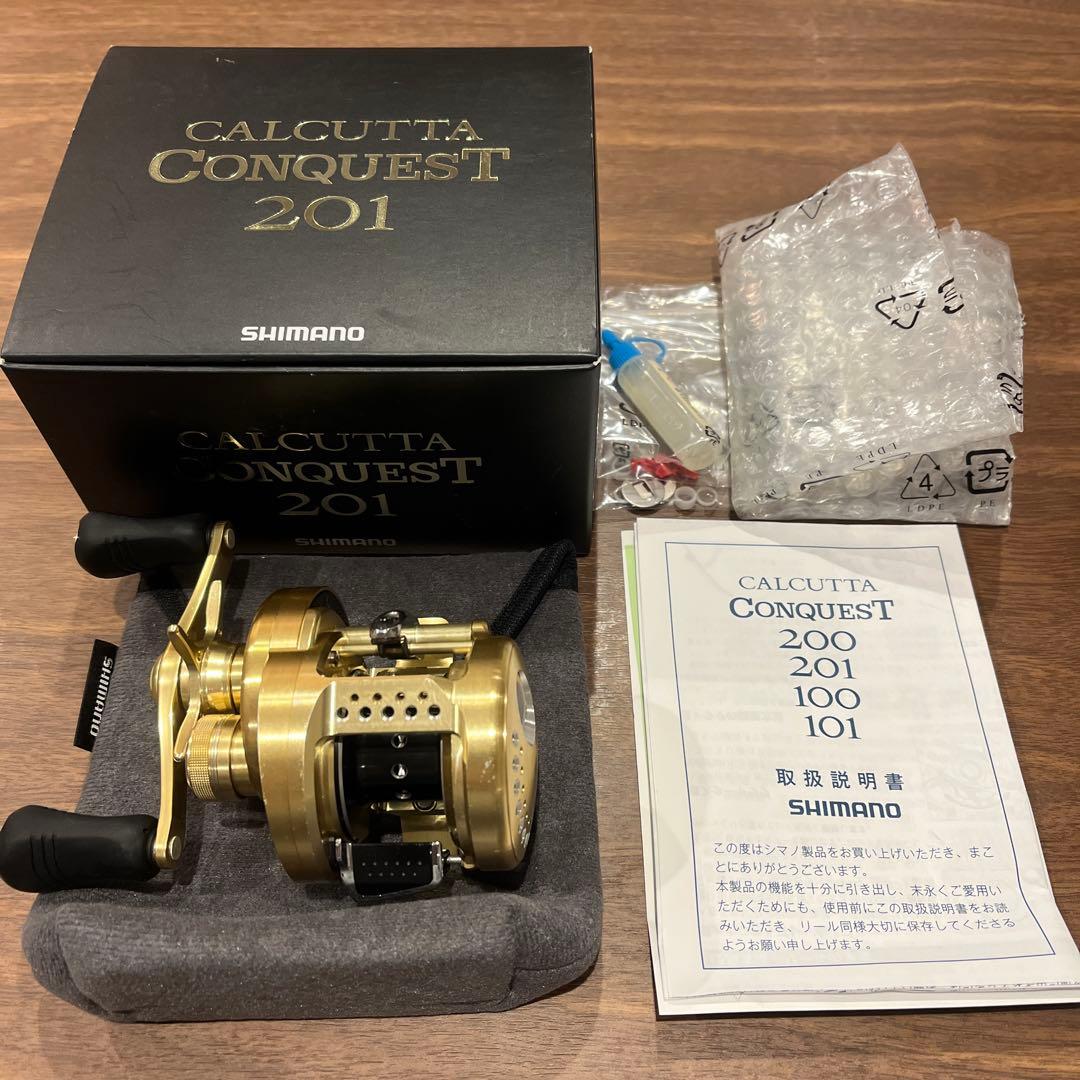 CALCUTTA
CONQUEST
201
SHIMANO
CALCUTTA
CONQUEST
201
SHIMANO
SHIMANO
4
LDPE
プラ
PE
CALCUTTA
CONQUEST
200
201
100
101
取扱説明書
SHIMANO
この度はシマノ製品をお買い上げいただき、まこ
とにありがとうございます。
本製品の機能を十分に引き出し、末永くご愛用い
ただくためにも、使用前にこの取扱説明書をお読
みいただき、リール同様大切に保存してくださる
ようお願い申し上げます。